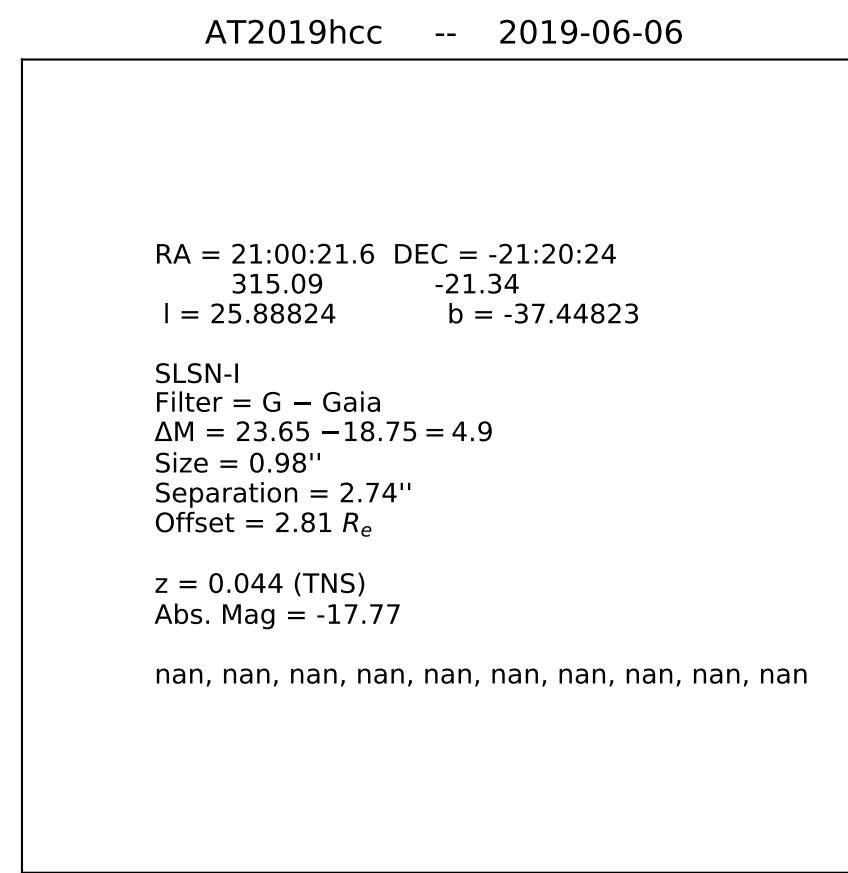 AT2019hcc -- 2019-06-06
RA = 21:00:21.6 DEC = -21:20:24
315.09 -21.34
l = 25.88824 b = -37.44823
SLSN-I
Filter = G − Gaia
ΔM = 23.65 −18.75 = 4.9
Size = 0.98''
Separation = 2.74''
Offset = 2.81 Re
z = 0.044 (TNS)
Abs. Mag = -17.77
nan, nan, nan, nan, nan, nan, nan, nan, nan, nan